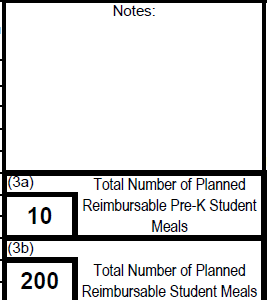 Notes:
(3a)
10
Total Number of Planned
Reimbursable Pre-K Student
Meals
(3b)
200
Total Number of Planned
Reimbursable Student Meals